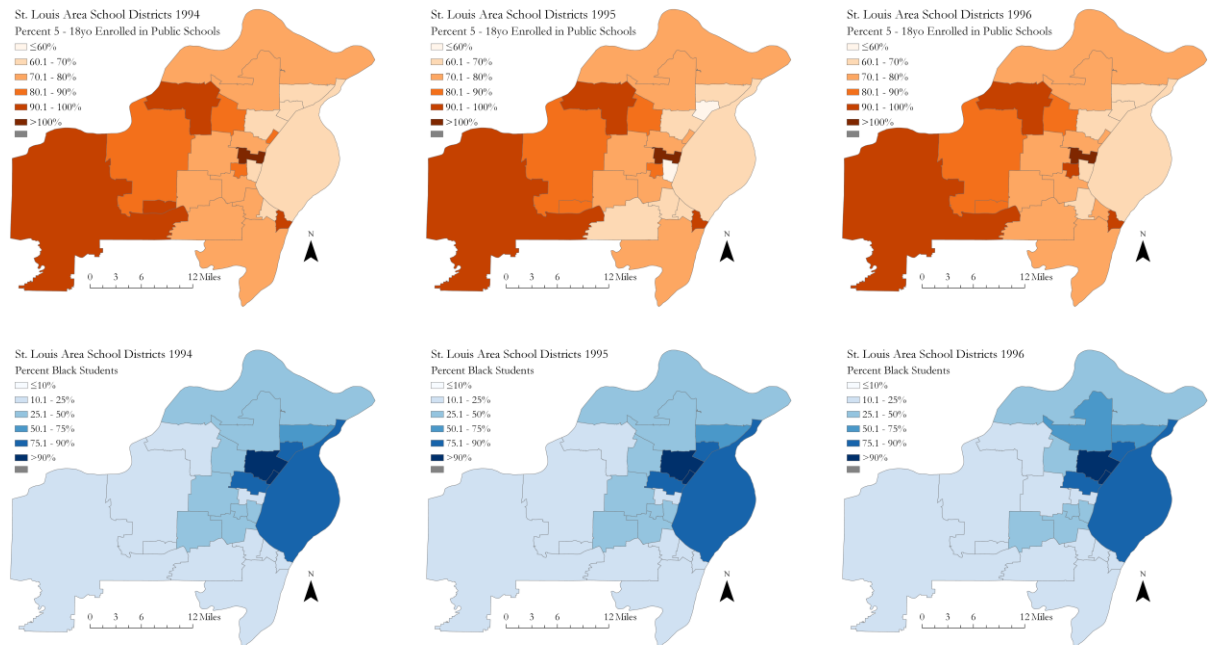 St. Louis Area School Districts 1994
Percent 5 - 18yo Enrolled in Public Schools
≤60%
60.1 - 70%
70.1 - 80%
80.1 - 90%
90.1 - 100%
>100%
N
0 3 6 12 Miles
St. Louis Area School Districts 1995
Percent 5 - 18yo Enrolled in Public Schools
≤60%
60.1 - 70%
70.1 - 80%
80.1 - 90%
90.1 - 100%
>100%
N
0 3 6 12 Miles
St. Louis Area School Districts 1996
Percent 5 - 18yo Enrolled in Public Schools
≤60%
60.1 - 70%
70.1 - 80%
80.1 - 90%
90.1 - 100%
>100%
N
0 3 6 12 Miles
St. Louis Area School Districts 1994
Percent Black Students
≤10%
10.1 - 25%
25.1 - 50%
50.1 - 75%
75.1 - 90%
>90%
N
0 3 6 12 Miles
St. Louis Area School Districts 1995
Percent Black Students
≤10%
10.1 - 25%
25.1 - 50%
50.1 - 75%
75.1 - 90%
>90%
N
0 3 6 12 Miles
St. Louis Area School Districts 1996
Percent Black Students
≤10%
10.1 - 25%
25.1 - 50%
50.1 - 75%
75.1 - 90%
>90%
N
0 3 6 12 Miles